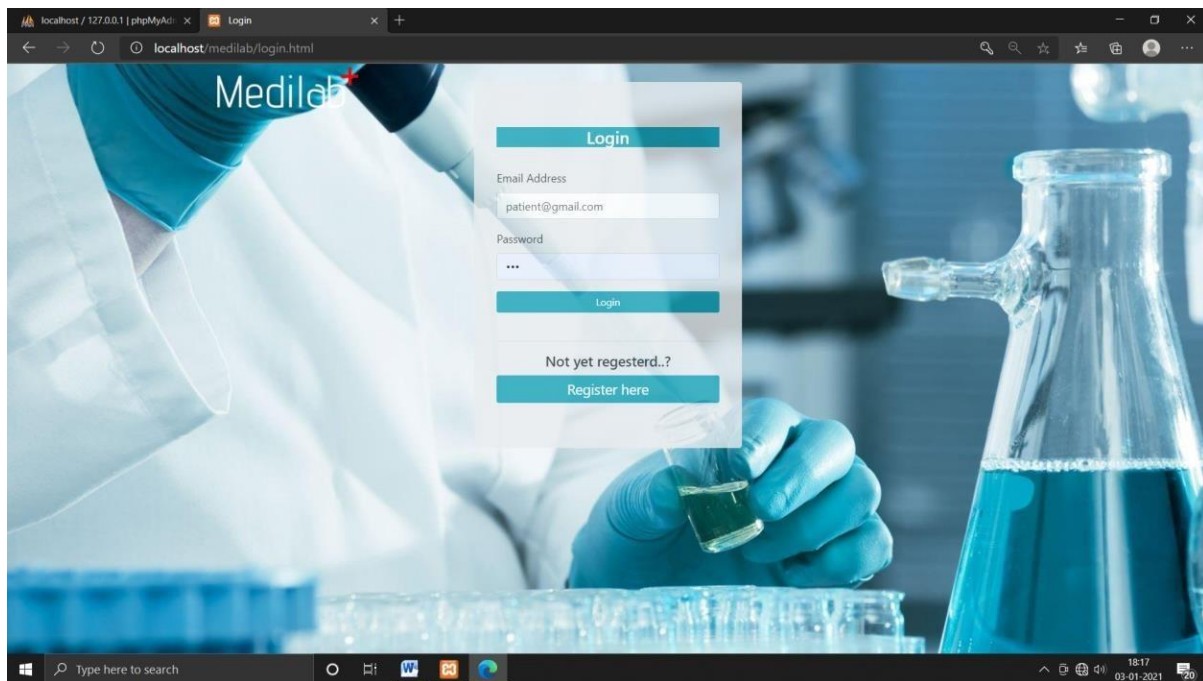 localhost / 127.0.0.1 | phpMyAdm
Login
localhost/medilab/login.html
Medilab
Login
Email Address
patient@gmail.com
Password
•••
Login
Not yet regesterd..?
Register here
Type here to search
18:17
03-01-2021
20